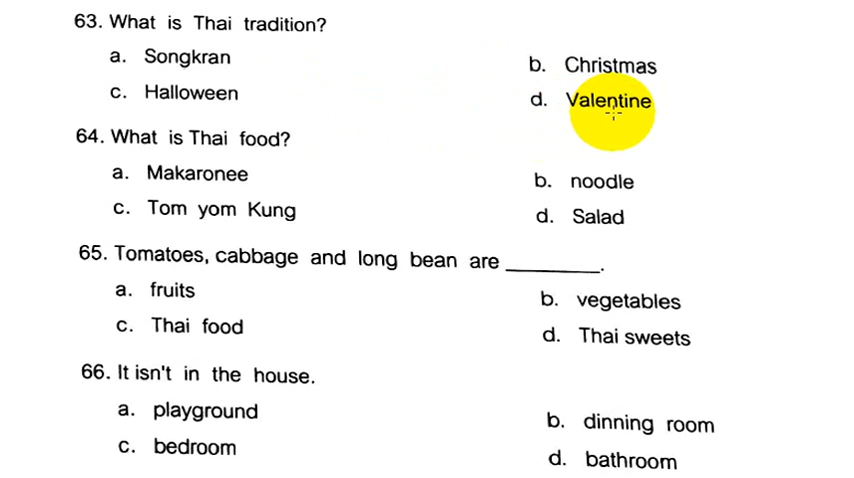 63. What is Thai tradition?
a. Songkran
b. Christmas
c. Halloween
d. Valentine
64. What is Thai food?
a. Makaronee
b. noodle
c. Tom yom Kung
d. Salad
65. Tomatoes, cabbage and long bean are ________.
a. fruits
b. vegetables
c. Thai food
d. Thai sweets
66. It isn't in the house.
a. playground
b. dinning room
c. bedroom
d. bathroom